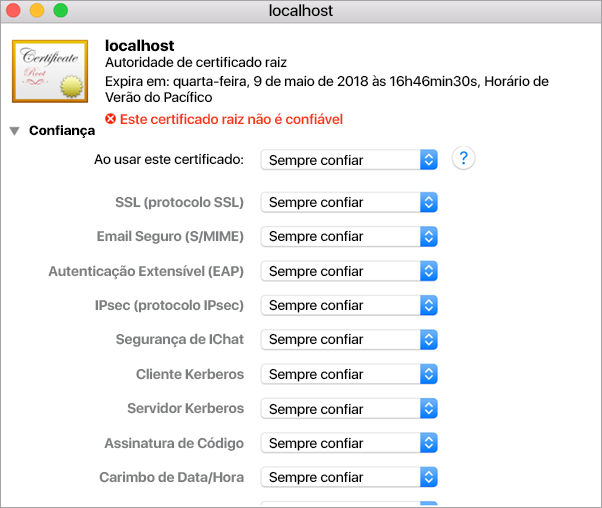 localhost
Certificate
Root
localhost
Autoridade de certificado raiz
Expira em: quarta-feira, 9 de maio de 2018 às 16h46min30s, Horário de
Verão do Pacífico
Este certificado raiz não é confiável
Confiança
Ao usar este certificado: Sempre confiar ?
SSL (protocolo SSL) Sempre confiar
Email Seguro (S/MIME) Sempre confiar
Autenticação Extensível (EAP) Sempre confiar
IPsec (protocolo IPsec) Sempre confiar
Segurança de IChat Sempre confiar
Cliente Kerberos Sempre confiar
Servidor Kerberos Sempre confiar
Assinatura de Código Sempre confiar
Carimbo de Data/Hora Sempre confiar